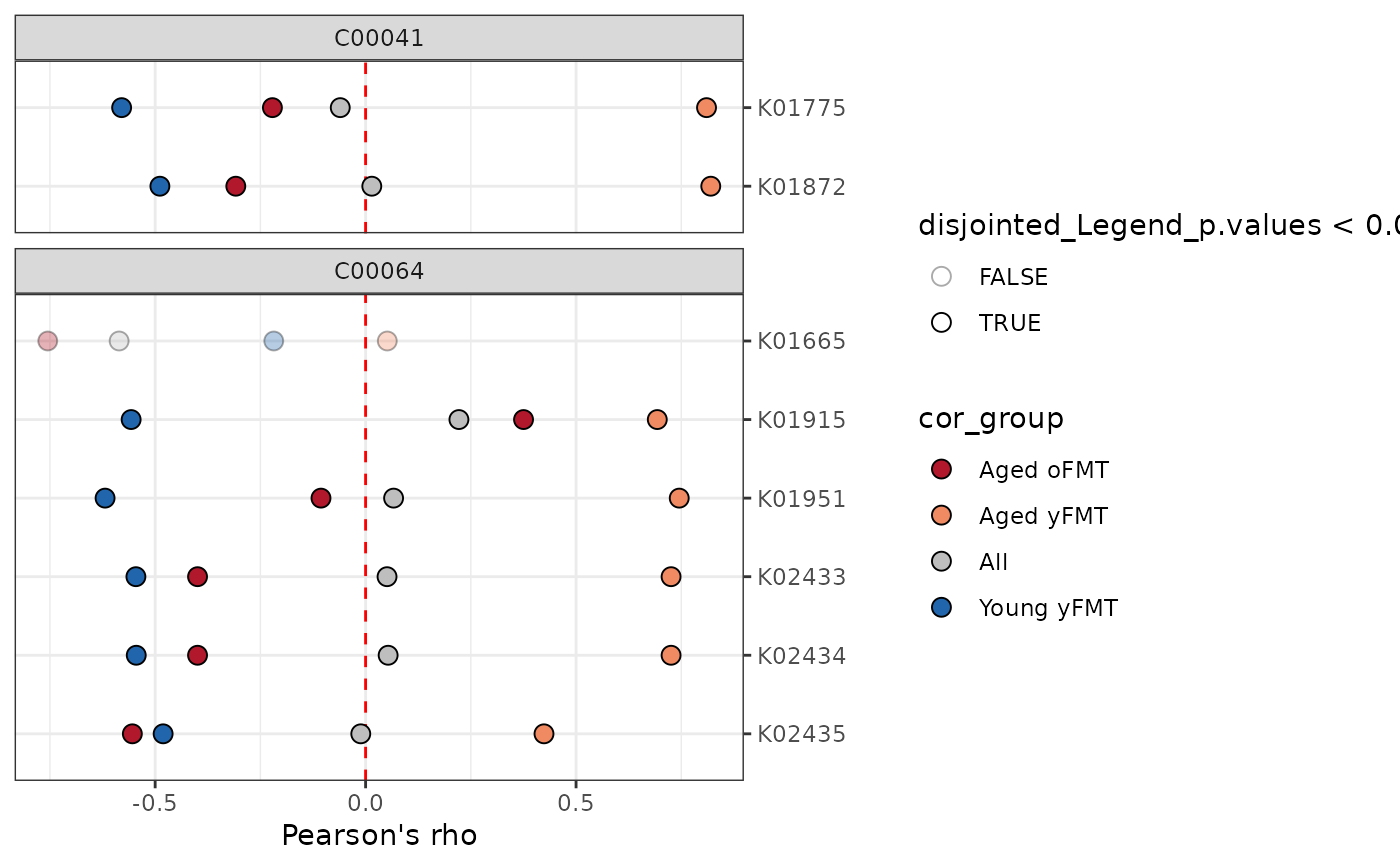 C00041
K01775
K01872
C00064
K01665
K01915
K01951
K02433
K02434
K02435
-0.5 0.0 0.5
Pearson's rho
disjointed_Legend_p.values < 0.0
FALSE
TRUE
cor_group
Aged oFMT
Aged yFMT
All
Young yFMT